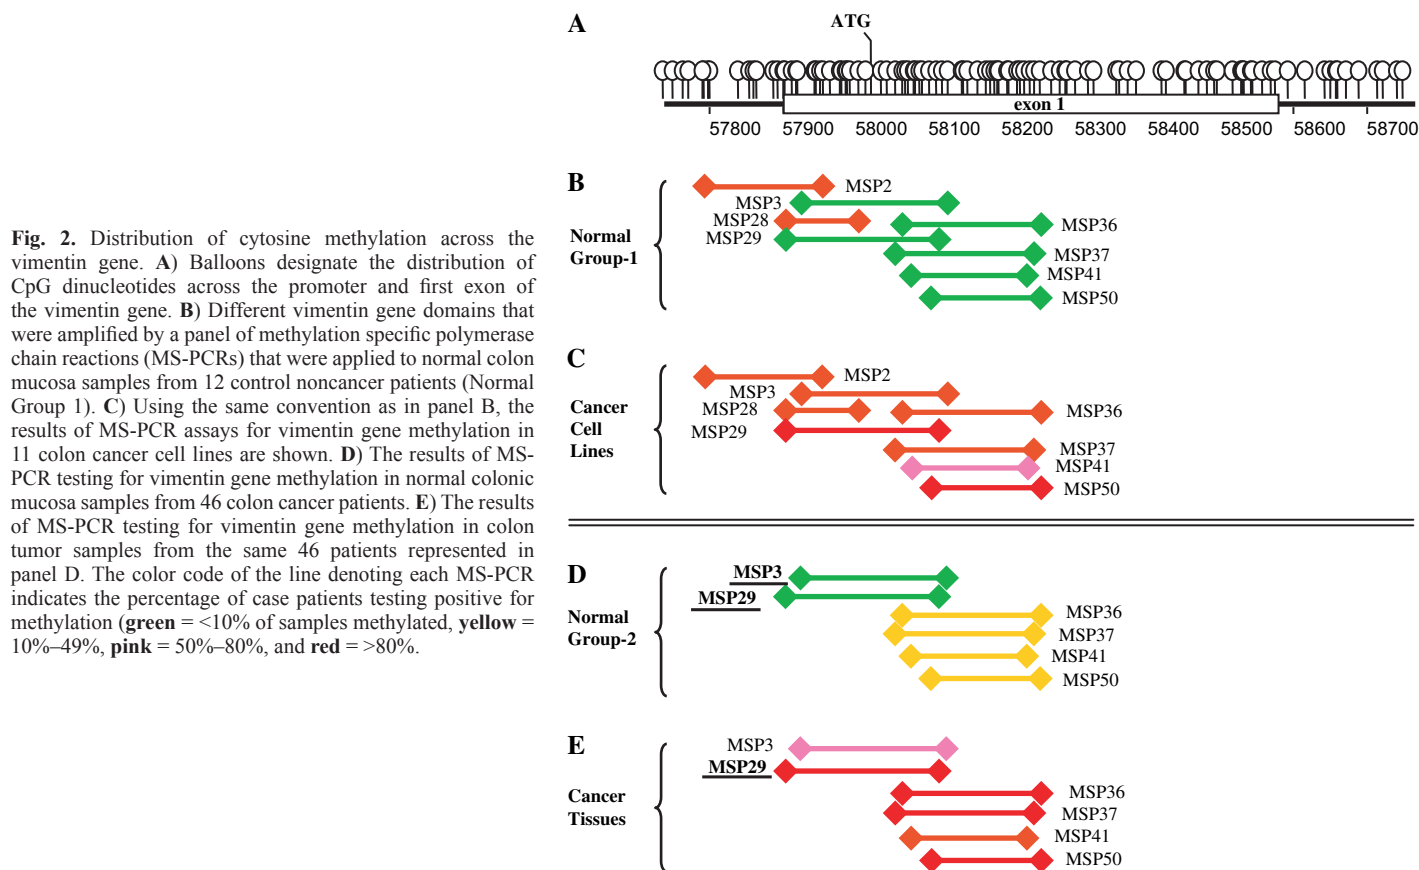 Fig. 2. Distribution of cytosine methylation across the
vimentin gene. A) Balloons designate the distribution of
CpG dinucleotides across the promoter and first exon of
the vimentin gene. B) Different vimentin gene domains that
were amplified by a panel of methylation specific polymerase
chain reactions (MS-PCRs) that were applied to normal colon
mucosa samples from 12 control noncancer patients (Normal
Group 1). C) Using the same convention as in panel B, the
results of MS-PCR assays for vimentin gene methylation in
11 colon cancer cell lines are shown. D) The results of MS-
PCR testing for vimentin gene methylation in normal colonic
mucosa samples from 46 colon cancer patients. E) The results
of MS-PCR testing for vimentin gene methylation in colon
tumor samples from the same 46 patients represented in
panel D. The color code of the line denoting each MS-PCR
indicates the percentage of case patients testing positive for
methylation (green = <10% of samples methylated, yellow =
10%–49%, pink = 50%–80%, and red = >80%.
A
ATG
exon 1
57800 57900 58000 58100 58200 58300 58400 58500 58600 58700
B
Normal
Group-1
MSP2
MSP3
MSP28
MSP36
MSP29
MSP37
MSP41
MSP50
C
Cancer
Cell
Lines
MSP2
MSP3
MSP28
MSP36
MSP29
MSP37
MSP41
MSP50
D
Normal
Group-2
MSP3
MSP29
MSP36
MSP37
MSP41
MSP50
E
Cancer
Tissues
MSP3
MSP29
MSP36
MSP37
MSP41
MSP50